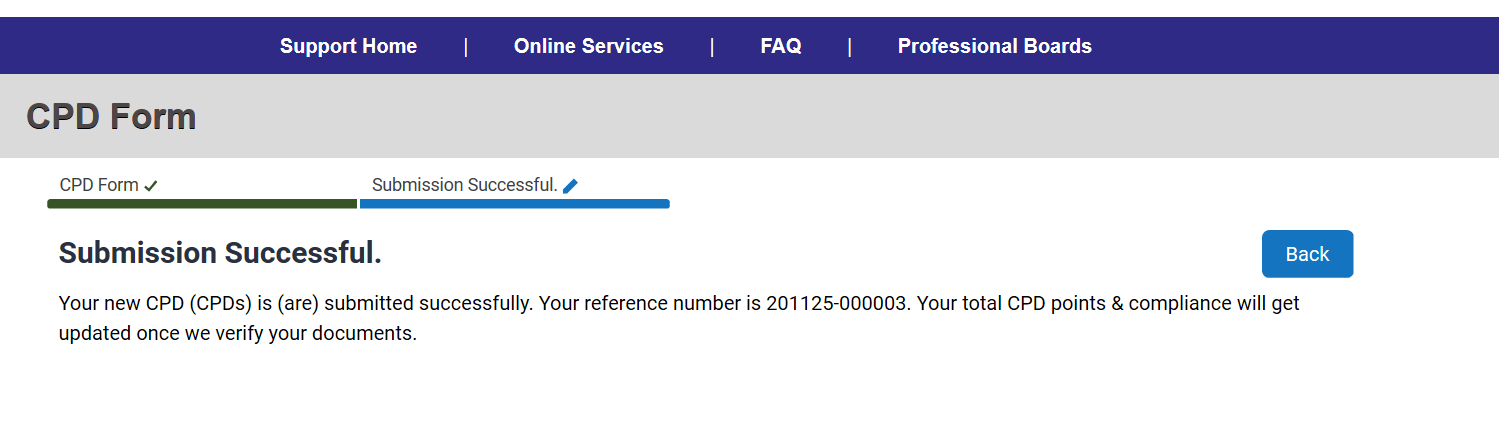 Support Home | Online Services | FAQ | Professional Boards
CPD Form
CPD Form Submission Successful.
Submission Successful.
Back
Your new CPD (CPDs) is (are) submitted successfully. Your reference number is 201125-000003. Your total CPD points & compliance will get
updated once we verify your documents.